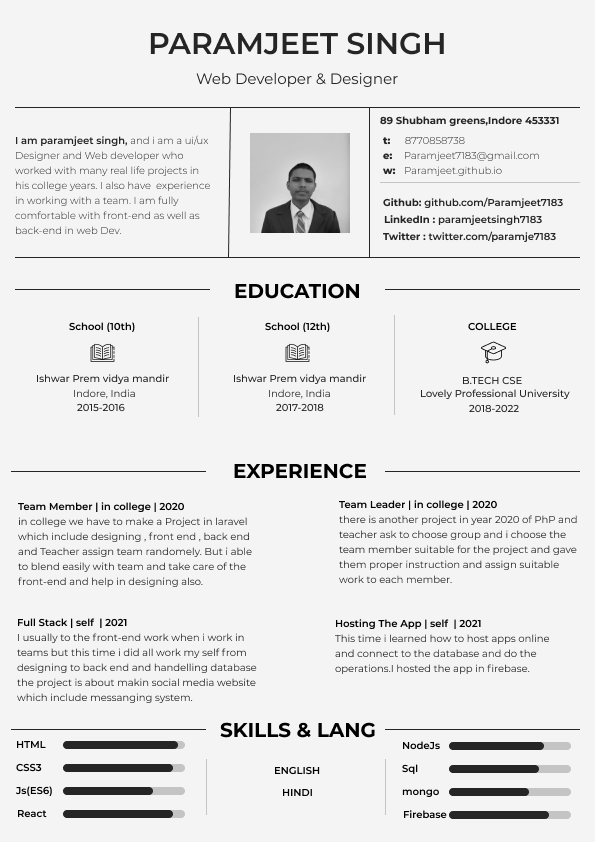 PARAMJEET SINGH
Web Developer & Designer
I am paramjeet singh, and i am a ui/ux
Designer and Web developer who
worked with many real life projects in
his college years. I also have experience
in working with a team. I am fully
comfortable with front-end as well as
back-end in web Dev.
89 Shubham greens,Indore 453331
t: 8770858738
e: Paramjeet7183@gmail.com
w: Paramjeet.github.io
Github: github.com/Paramjeet7183
LinkedIn : paramjeetsingh7183
Twitter : twitter.com/paramje7183
EDUCATION
School (10th)
Ishwar Prem vidya mandir
Indore, India
2015-2016
School (12th)
Ishwar Prem vidya mandir
Indore, India
2017-2018
COLLEGE
B.TECH CSE
Lovely Professional University
2018-2022
EXPERIENCE
Team Member | in college | 2020
in college we have to make a Project in laravel
which include designing , front end , back end
and Teacher assign team randomely. But i able
to blend easily with team and take care of the
front-end and help in designing also.
Team Leader | in college | 2020
there is another project in year 2020 of PhP and
teacher ask to choose group and i choose the
team member suitable for the project and gave
them proper instruction and assign suitable
work to each member.
Full Stack | self | 2021
I usually to the front-end work when i work in
teams but this time i did all work my self from
designing to back end and handelling database
the project is about makin social media website
which include messanging system.
Hosting The App | self | 2021
This time i learned how to host apps online
and connect to the database and do the
operations.I hosted the app in firebase.
SKILLS & LANG
HTML
CSS3
Js(ES6)
React
ENGLISH
HINDI
NodeJs
Sql
mongo
Firebase